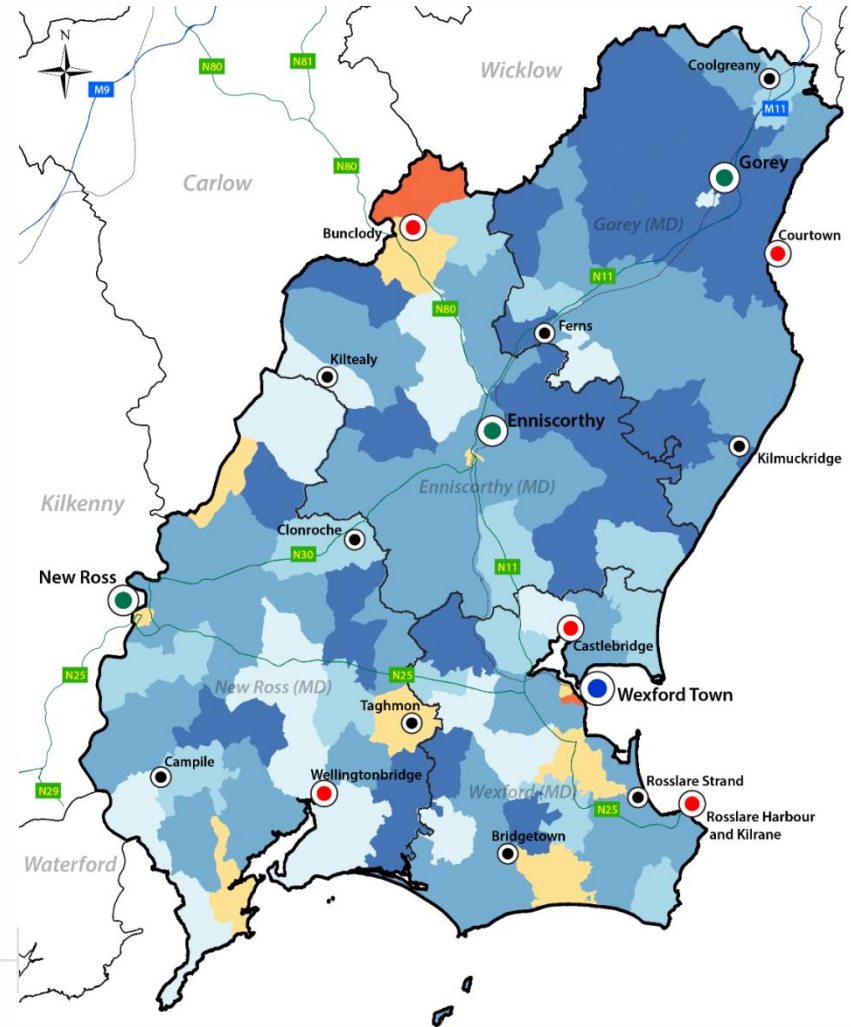 N
N80
N81
Wicklow
Coolgreany
M9
M11
N80
Gorey
Carlow
Bunclody
Gorey (MD)
Courtown
N11
N80
Ferns
Kiltealy
Enniscorthy
Kilmuckridge
Enniscorthy (MD)
Kilkenny
Clonroche
N30
N11
New Ross
Castlebridge
N25
N25
New Ross (MD)
Wexford Town
Taghmon
Campile
Wellingtonbridge
Rosslare Strand
N29
Wexford (MD)
N25
Rosslare Harbour
and Kilrane
Bridgetown
Waterford